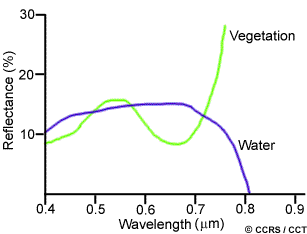 30
Vegetation
Reflectance (%)
20
10
Water
0.4 0.5 0.6 0.7 0.8 0.9
Wavelength (μm)
© CCRS / CCT